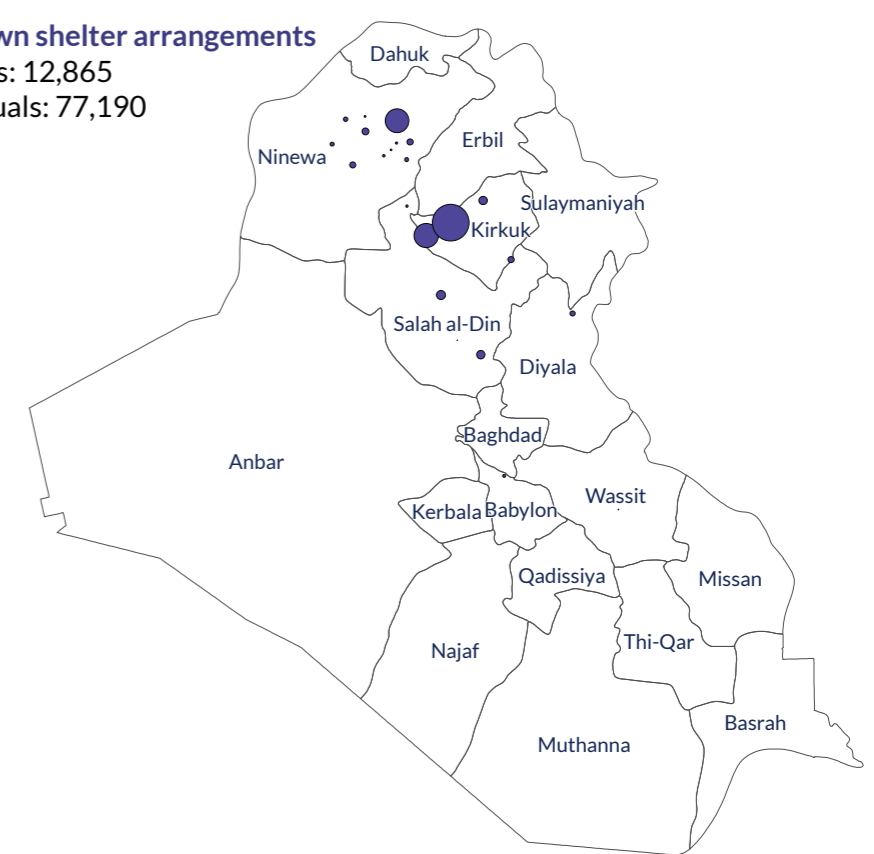 wn shelter arrangements
s: 12,865
uals: 77,190
Dahuk
Erbil
Ninewa
Sulaymaniyah
Kirkuk
Salah al-Din
Diyala
Baghdad
Anbar
Wassit
Kerbala
Babylon
Qadissiya
Missan
Thi-Qar
Najaf
Basrah
Muthanna